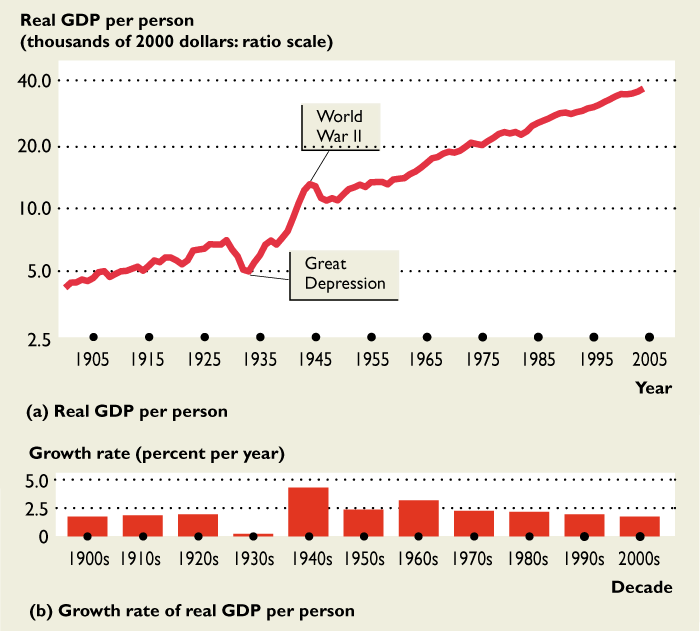 Real GDP per person
(thousands of 2000 dollars: ratio scale)
40.0
World
War II
20.0
10.0
Great
Depression
5.0
2.5
1905 1915 1925 1935 1945 1955 1965 1975 1985 1995 2005
Year
(a) Real GDP per person
Growth rate (percent per year)
5.0
2.5
0
1900s 1910s 1920s 1930s 1940s 1950s 1960s 1970s 1980s 1990s 2000s
Decade
(b) Growth rate of real GDP per person